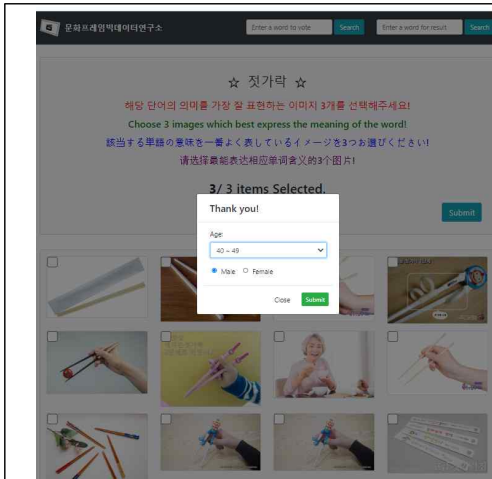 문화프레임빅데이터연구소
Enter a word to vote
Search
Enter a word for result
Search
☆ 젓가락 ☆
해당 단어의 의미를 가장 잘 표현하는 이미지 3개를 선택해주세요!
Choose 3 images which best express the meaning of the word!
該当する単語の意味を一番よく表しているイメージを3つお選びください!
请选择最能表达相应单词含义的3个图片!
3/ 3 items Selected.
Submit
Thank you!
Age:
40 ~ 49
Male
Female
Close
Submit